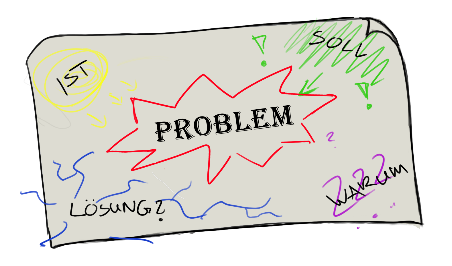 IST
SOLL
!
!
PROBLEM
?
WARUM
???
LÖSUNG?